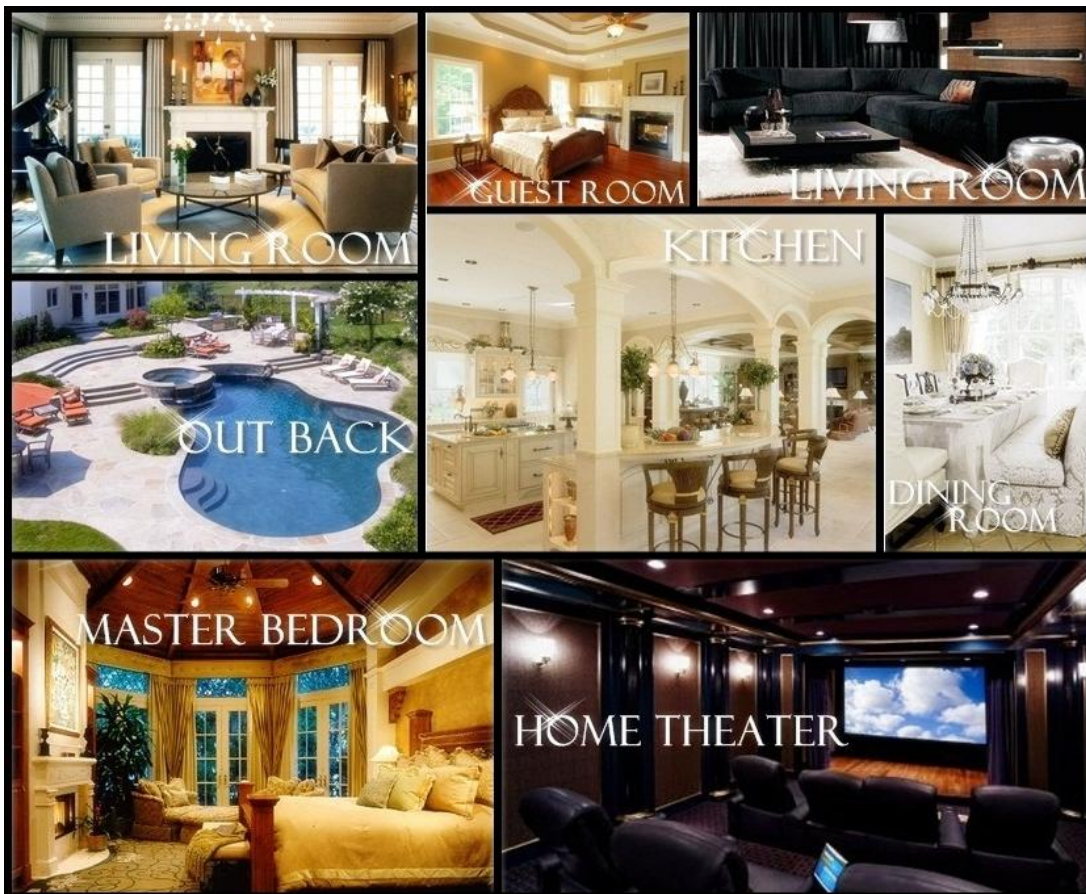 LIVING ROOM
GUEST ROOM
LIVING ROOM
OUT BACK
KITCHEN
DINING
ROOM
MASTER BEDROOM
HOME THEATER